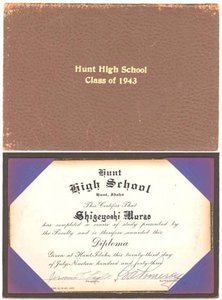 Hunt High School
Class of 1943
Hunt
High School
Hunt, Idaho
This Certifies That
Shigeyoshi Murao
has completed a course of study presented by
the Faculty and is therefore awarded this
Diploma
Given at Hunt, Idaho, this twenty-third day
of July, Nineteen hundred and forty-three